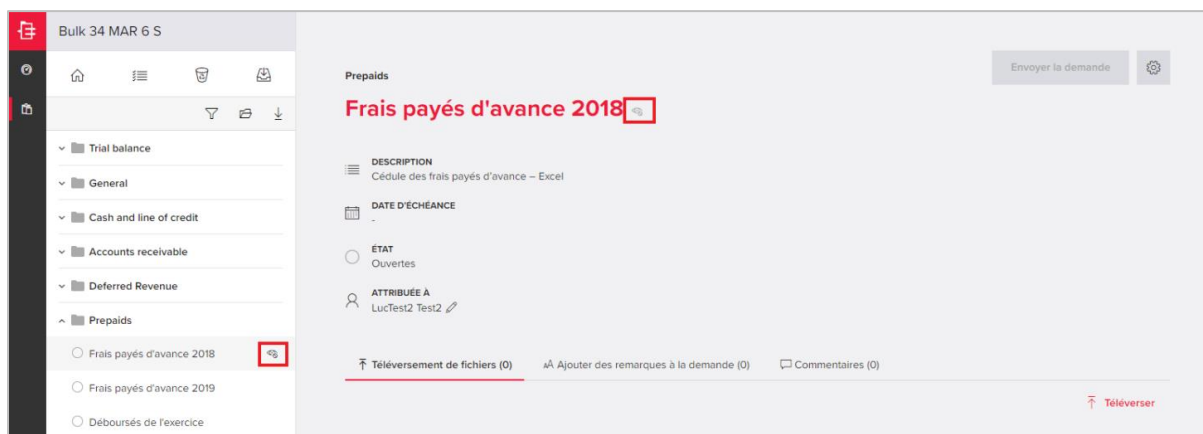 Bulk 34 MAR 6 S
Trial balance
General
Cash and line of credit
Accounts receivable
Deferred Revenue
Prepaids
Frais payés d'avance 2018
Frais payés d'avance 2019
Déboursés de l'exercice
Envoyer la demande
Prepaids
Frais payés d'avance 2018
DESCRIPTION
Cédule des frais payés d'avance – Excel
DATE D'ÉCHÉANCE
-
ÉTAT
Ouvertes
ATTRIBUÉE À
LucTest2 Test2
Téléversement de fichiers (0) Ajouter des remarques à la demande (0) Commentaires (0)
Téléverser